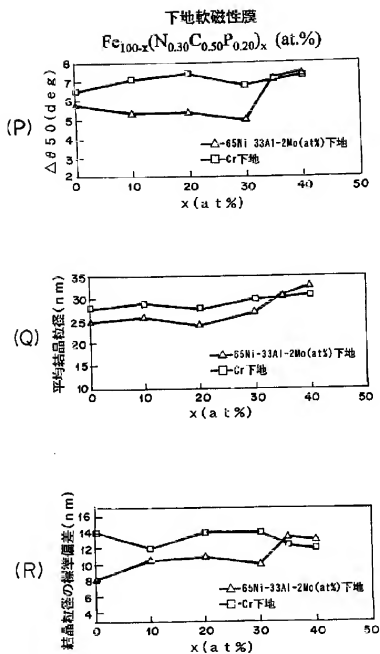 下地軟磁性膜
Fe100-x(N0.30C0.50P0.20)x (at.%)
(P)
Δθ50(deg)
8
7
6
5
4
3
2
-65Ni 33Al-2Mo(at%)下地
-Cr下地
0 10 20 30 40 50
x(at%)
(Q)
平均結晶粒径(nm)
35
30
25
20
15
10
-65Ni-33Al-2Mo(at%)下地
-Cr下地
0 10 20 30 40 50
x(at%)
(R)
結晶粒径の標準偏差(nm)
16
14
12
10
8
6
4
-65Ni-33Al-2Mo(at%)下地
-Cr下地
0 10 20 30 40 50
x(at%)